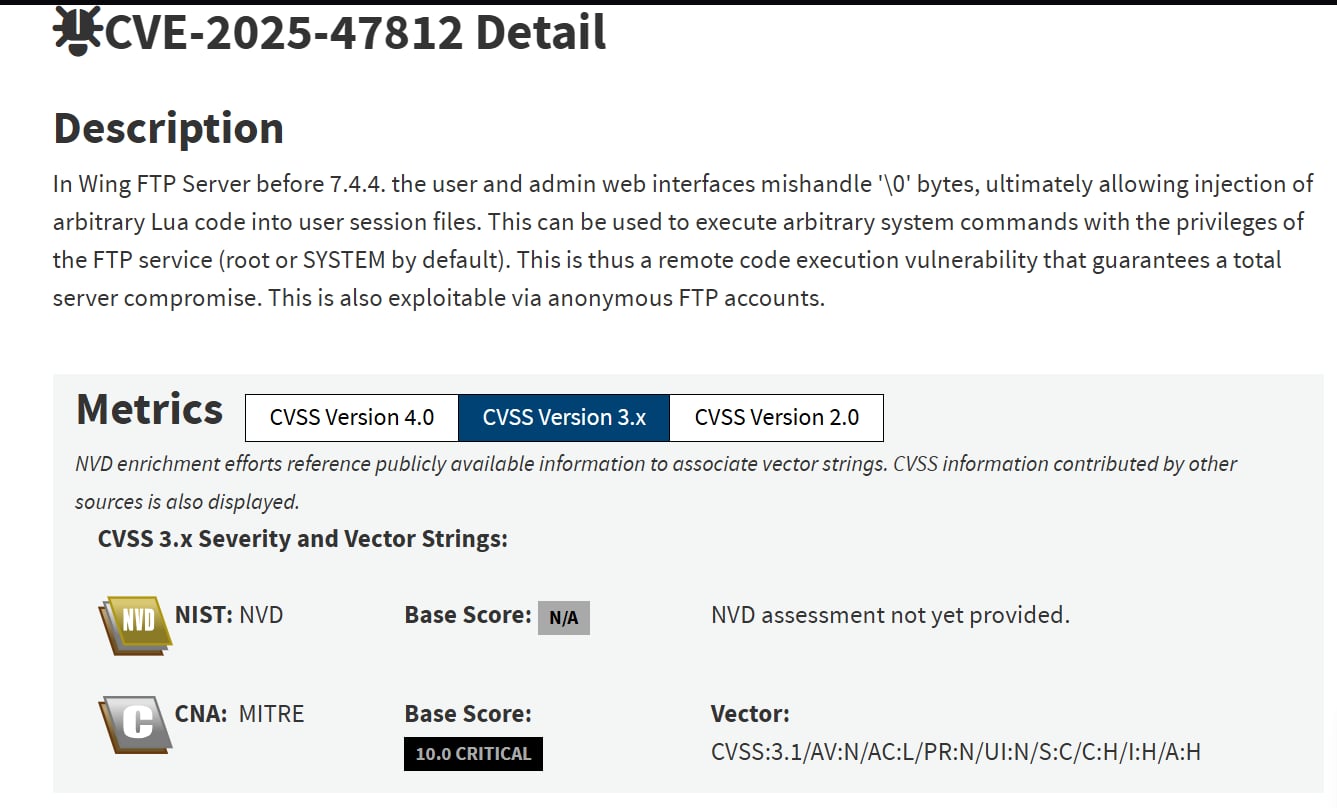 CVE-2025-47812 Detail
Description
In Wing FTP Server before 7.4.4. the user and admin web interfaces mishandle '\0' bytes, ultimately allowing injection of
arbitrary Lua code into user session files. This can be used to execute arbitrary system commands with the privileges of
the FTP service (root or SYSTEM by default). This is thus a remote code execution vulnerability that guarantees a total
server compromise. This is also exploitable via anonymous FTP accounts.
Metrics CVSS Version 4.0 CVSS Version 3.x CVSS Version 2.0
NVD enrichment efforts reference publicly available information to associate vector strings. CVSS information contributed by other
sources is also displayed.
CVSS 3.x Severity and Vector Strings:
NVD NIST: NVD Base Score: N/A NVD assessment not yet provided.
C CNA: MITRE Base Score: Vector:
10.0 CRITICAL CVSS:3.1/AV:N/AC:L/PR:N/UI:N/S:C/C:H/I:H/A:H